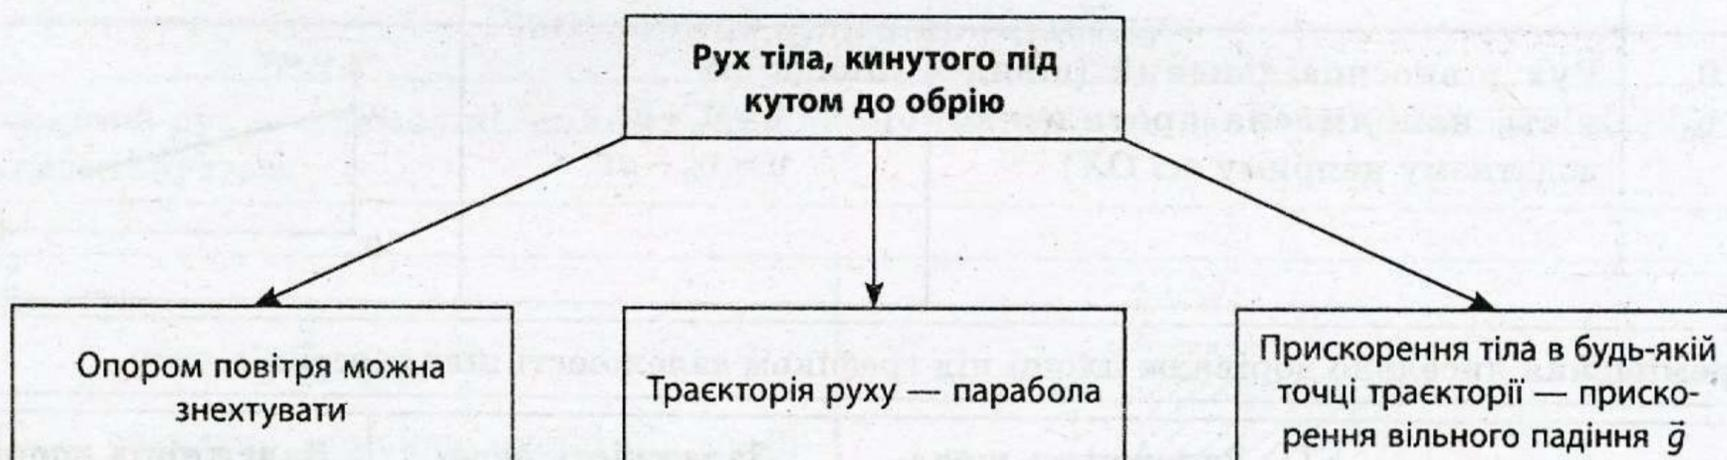 Рух тіла, кинутого під
кутом до обрію
Опором повітря можна
знехтувати
Траєкторія руху — парабола
Прискорення тіла в будь-якій
точці траєкторії — приско-
рення вільного падіння g⃗